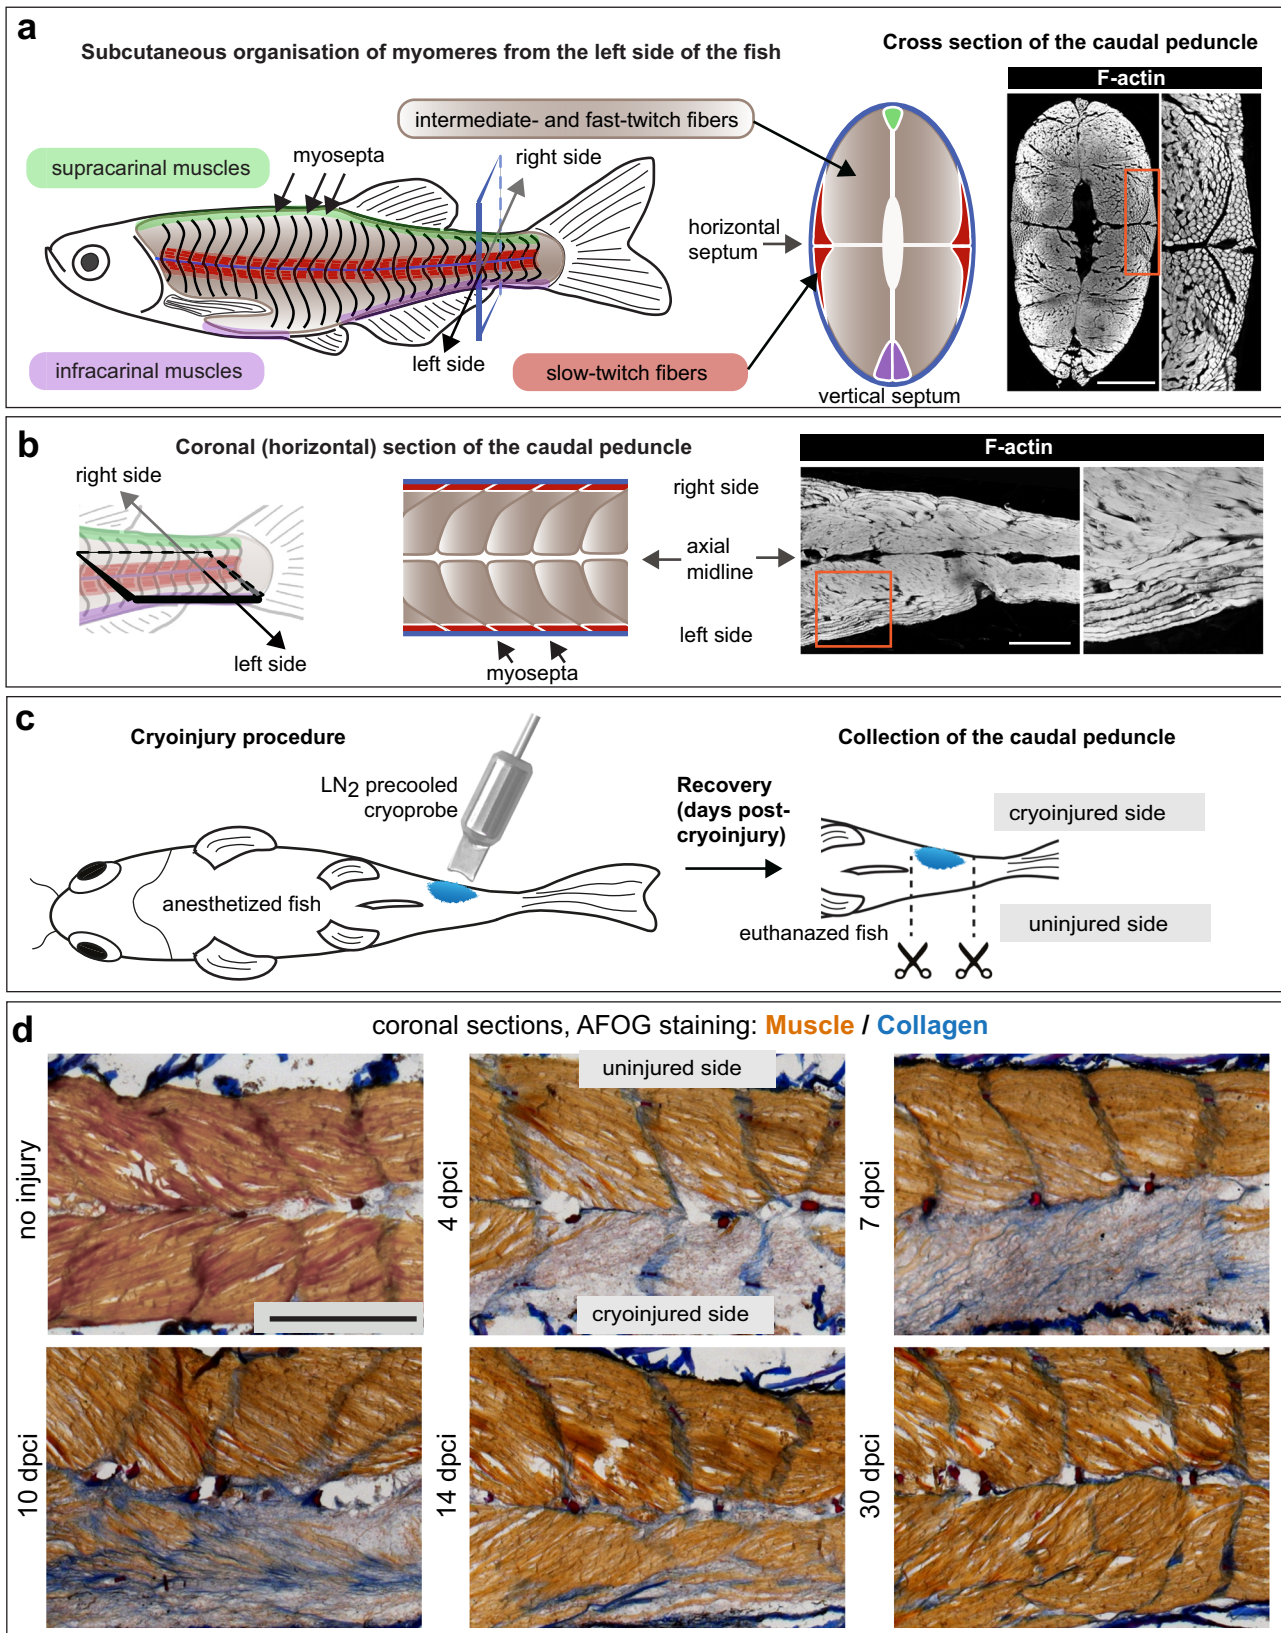 a
Subcutaneous organisation of myomeres from the left side of the fish
Cross section of the caudal peduncle
F-actin
intermediate- and fast-twitch fibers
supracarinal muscles
myosepta
right side
horizontal
septum
left side
infracarinal muscles
slow-twitch fibers
vertical septum
b
Coronal (horizontal) section of the caudal peduncle
F-actin
right side
left side
myosepta
right side
axial
midline
left side
c
Cryoinjury procedure
LN2 precooled
cryoprobe
anesthetized fish
Recovery
(days post-
cryoinjury)
Collection of the caudal peduncle
cryoinjured side
uninjured side
euthanazed fish
d
coronal sections, AFOG staining: Muscle / Collagen
no injury
4 dpci
uninjured side
cryoinjured side
7 dpci
10 dpci
14 dpci
30 dpci